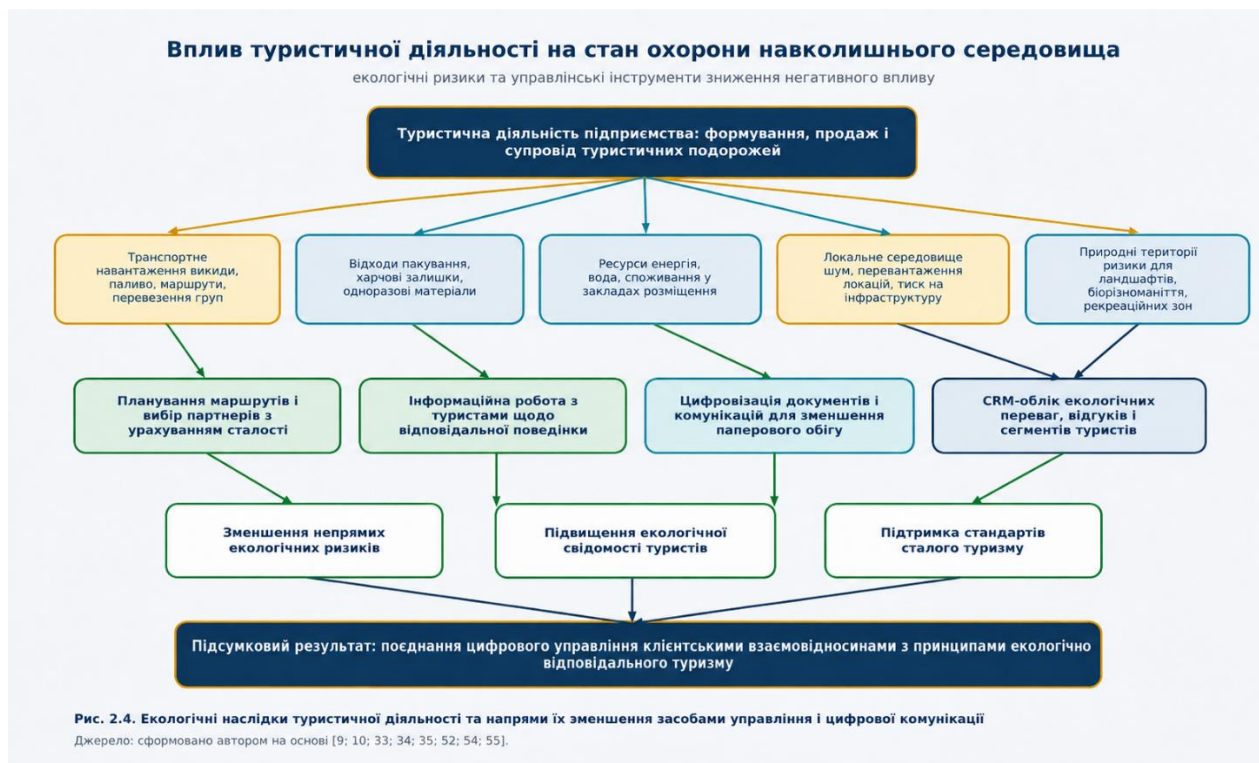 Вплив туристичної діяльності на стан охорони навколишнього середовища
екологічні ризики та управлінські інструменти зниження негативного впливу
Туристична діяльність підприємства: формування, продаж і
супровід туристичних подорожей
Транспортне
навантаження викиди,
паливо, маршрути,
перевезення груп
Відходи пакування,
харчові залишки,
одноразові матеріали
Ресурси енергія,
вода, споживання у
закладах розміщення
Локальне середовище
шум, перевантаження
локацій, тиск на
інфраструктуру
Природні території
ризики для
ландшафтів,
біорізноманіття,
рекреаційних зон
Планування маршрутів і
вибір партнерів з
урахуванням сталості
Інформаційна робота з
туристами щодо
відповідальної поведінки
Цифровізація документів і
комунікацій для зменшення
паперового обігу
CRM-облік екологічних
переваг, відгуків і
сегментів туристів
Зменшення непрямих
екологічних ризиків
Підвищення екологічної
свідомості туристів
Підтримка стандартів
сталого туризму
Підсумковий результат: поєднання цифрового управління клієнтськими взаємовідносинами з принципами екологічно
відповідального туризму
Рис. 2.4. Екологічні наслідки туристичної діяльності та напрями їх зменшення засобами управління і цифрової комунікації
Джерело: сформовано автором на основі [9; 10; 33; 34; 35; 52; 54; 55].